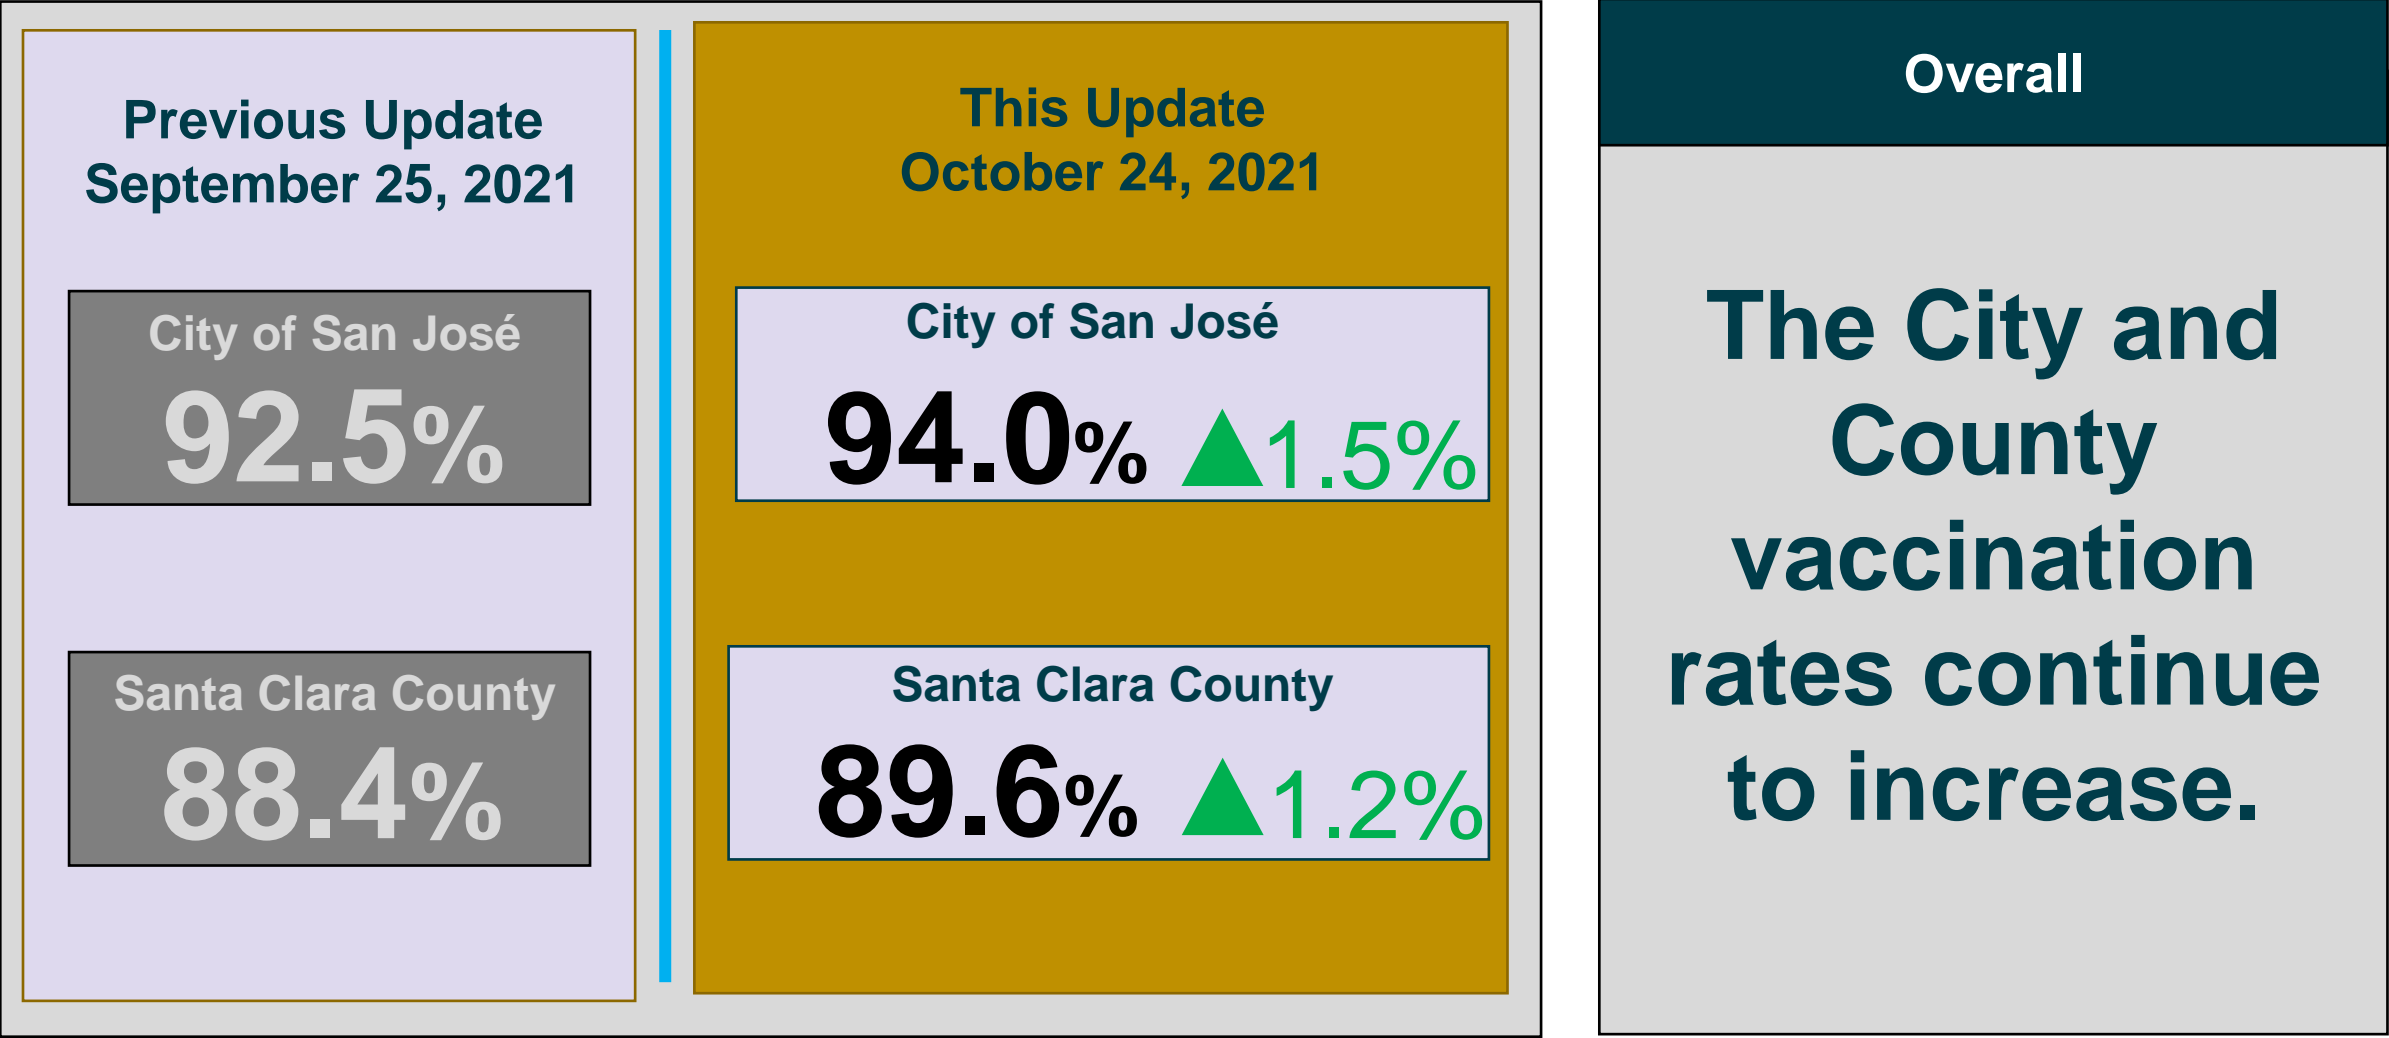 Previous Update
September 25, 2021
City of San José
92.5%
Santa Clara County
88.4%
This Update
October 24, 2021
City of San José
94.0% ▲1.5%
Santa Clara County
89.6% ▲1.2%
Overall
The City and
County
vaccination
rates continue
to increase.